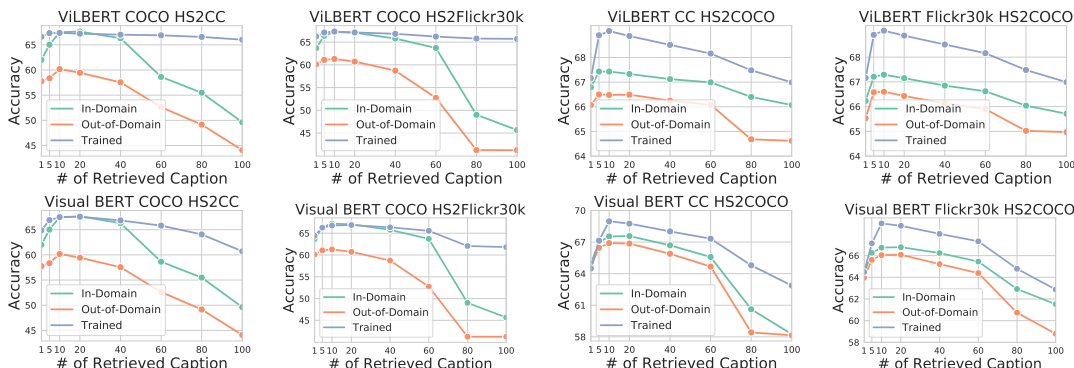 ViLBERT COCO HS2CC
Accuracy
65
60
55
50
45
In-Domain
Out-of-Domain
Trained
1 5 10 20 40 60 80 100
# of Retrieved Caption
ViLBERT COCO HS2Flickr30k
Accuracy
65
60
55
50
45
In-Domain
Out-of-Domain
Trained
1 5 10 20 40 60 80 100
# of Retrieved Caption
ViLBERT CC HS2COCO
Accuracy
68
67
66
65
64
In-Domain
Out-of-Domain
Trained
1 5 10 20 40 60 80 100
# of Retrieved Caption
ViLBERT Flickr30k HS2COCO
Accuracy
68
67
66
65
64
In-Domain
Out-of-Domain
Trained
1 5 10 20 40 60 80 100
# of Retrieved Caption
Visual BERT COCO HS2CC
Accuracy
65
60
55
50
45
In-Domain
Out-of-Domain
Trained
1 5 10 20 40 60 80 100
# of Retrieved Caption
Visual BERT COCO HS2Flickr30k
Accuracy
65
60
55
50
45
In-Domain
Out-of-Domain
Trained
1 5 10 20 40 60 80 100
# of Retrieved Caption
Visual BERT CC HS2COCO
Accuracy
70
67
64
61
58
In-Domain
Out-of-Domain
Trained
1 5 10 20 40 60 80 100
# of Retrieved Caption
Visual BERT Flickr30k HS2COCO
Accuracy
66
64
62
60
58
In-Domain
Out-of-Domain
Trained
1 5 10 20 40 60 80 100
# of Retrieved Caption